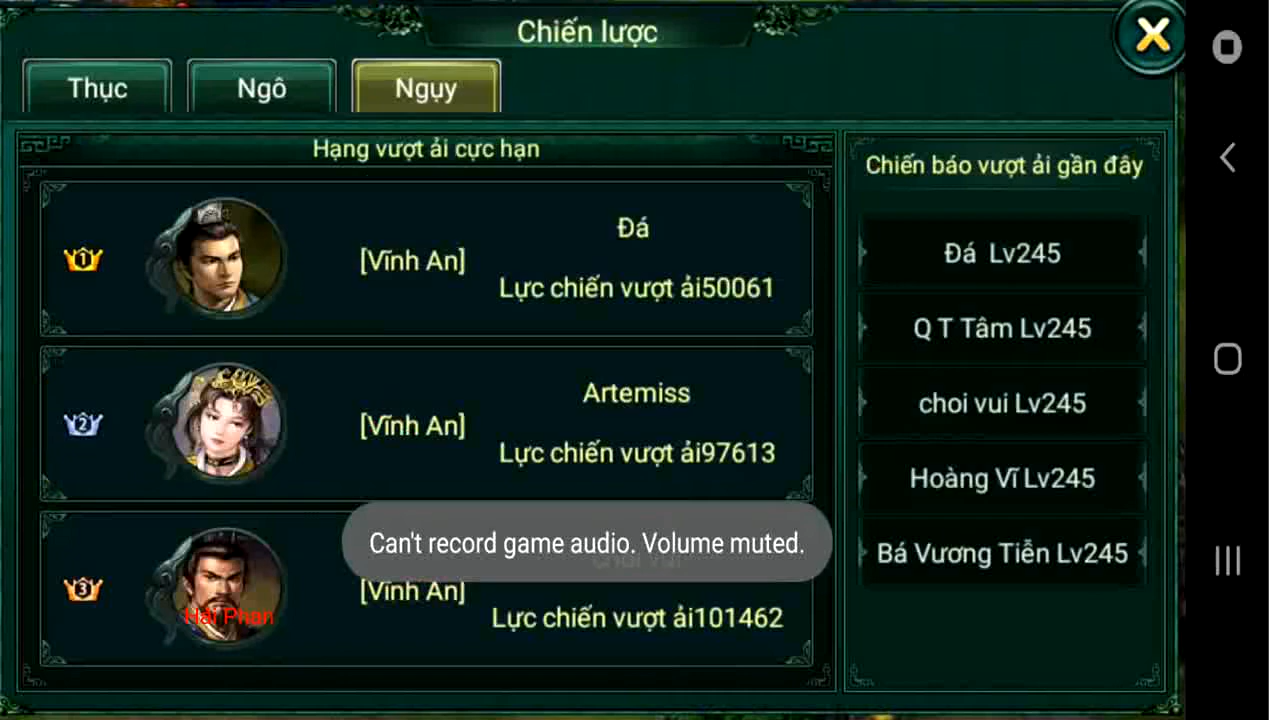 Chiến lược
Thục
Ngô
Ngụy
Hạng vượt ải cực hạn
1
[Vĩnh An]
Đá
Lực chiến vượt ải50061
2
[Vĩnh An]
Artemiss
Lực chiến vượt ải97613
Can't record game audio. Volume muted.
3
Hải Phan
[Vĩnh An]
Lực chiến vượt ải101462
Chiến báo vượt ải gần đây
Đá Lv245
Q T Tâm Lv245
choi vui Lv245
Hoàng Vĩ Lv245
Bá Vương Tiễn Lv245